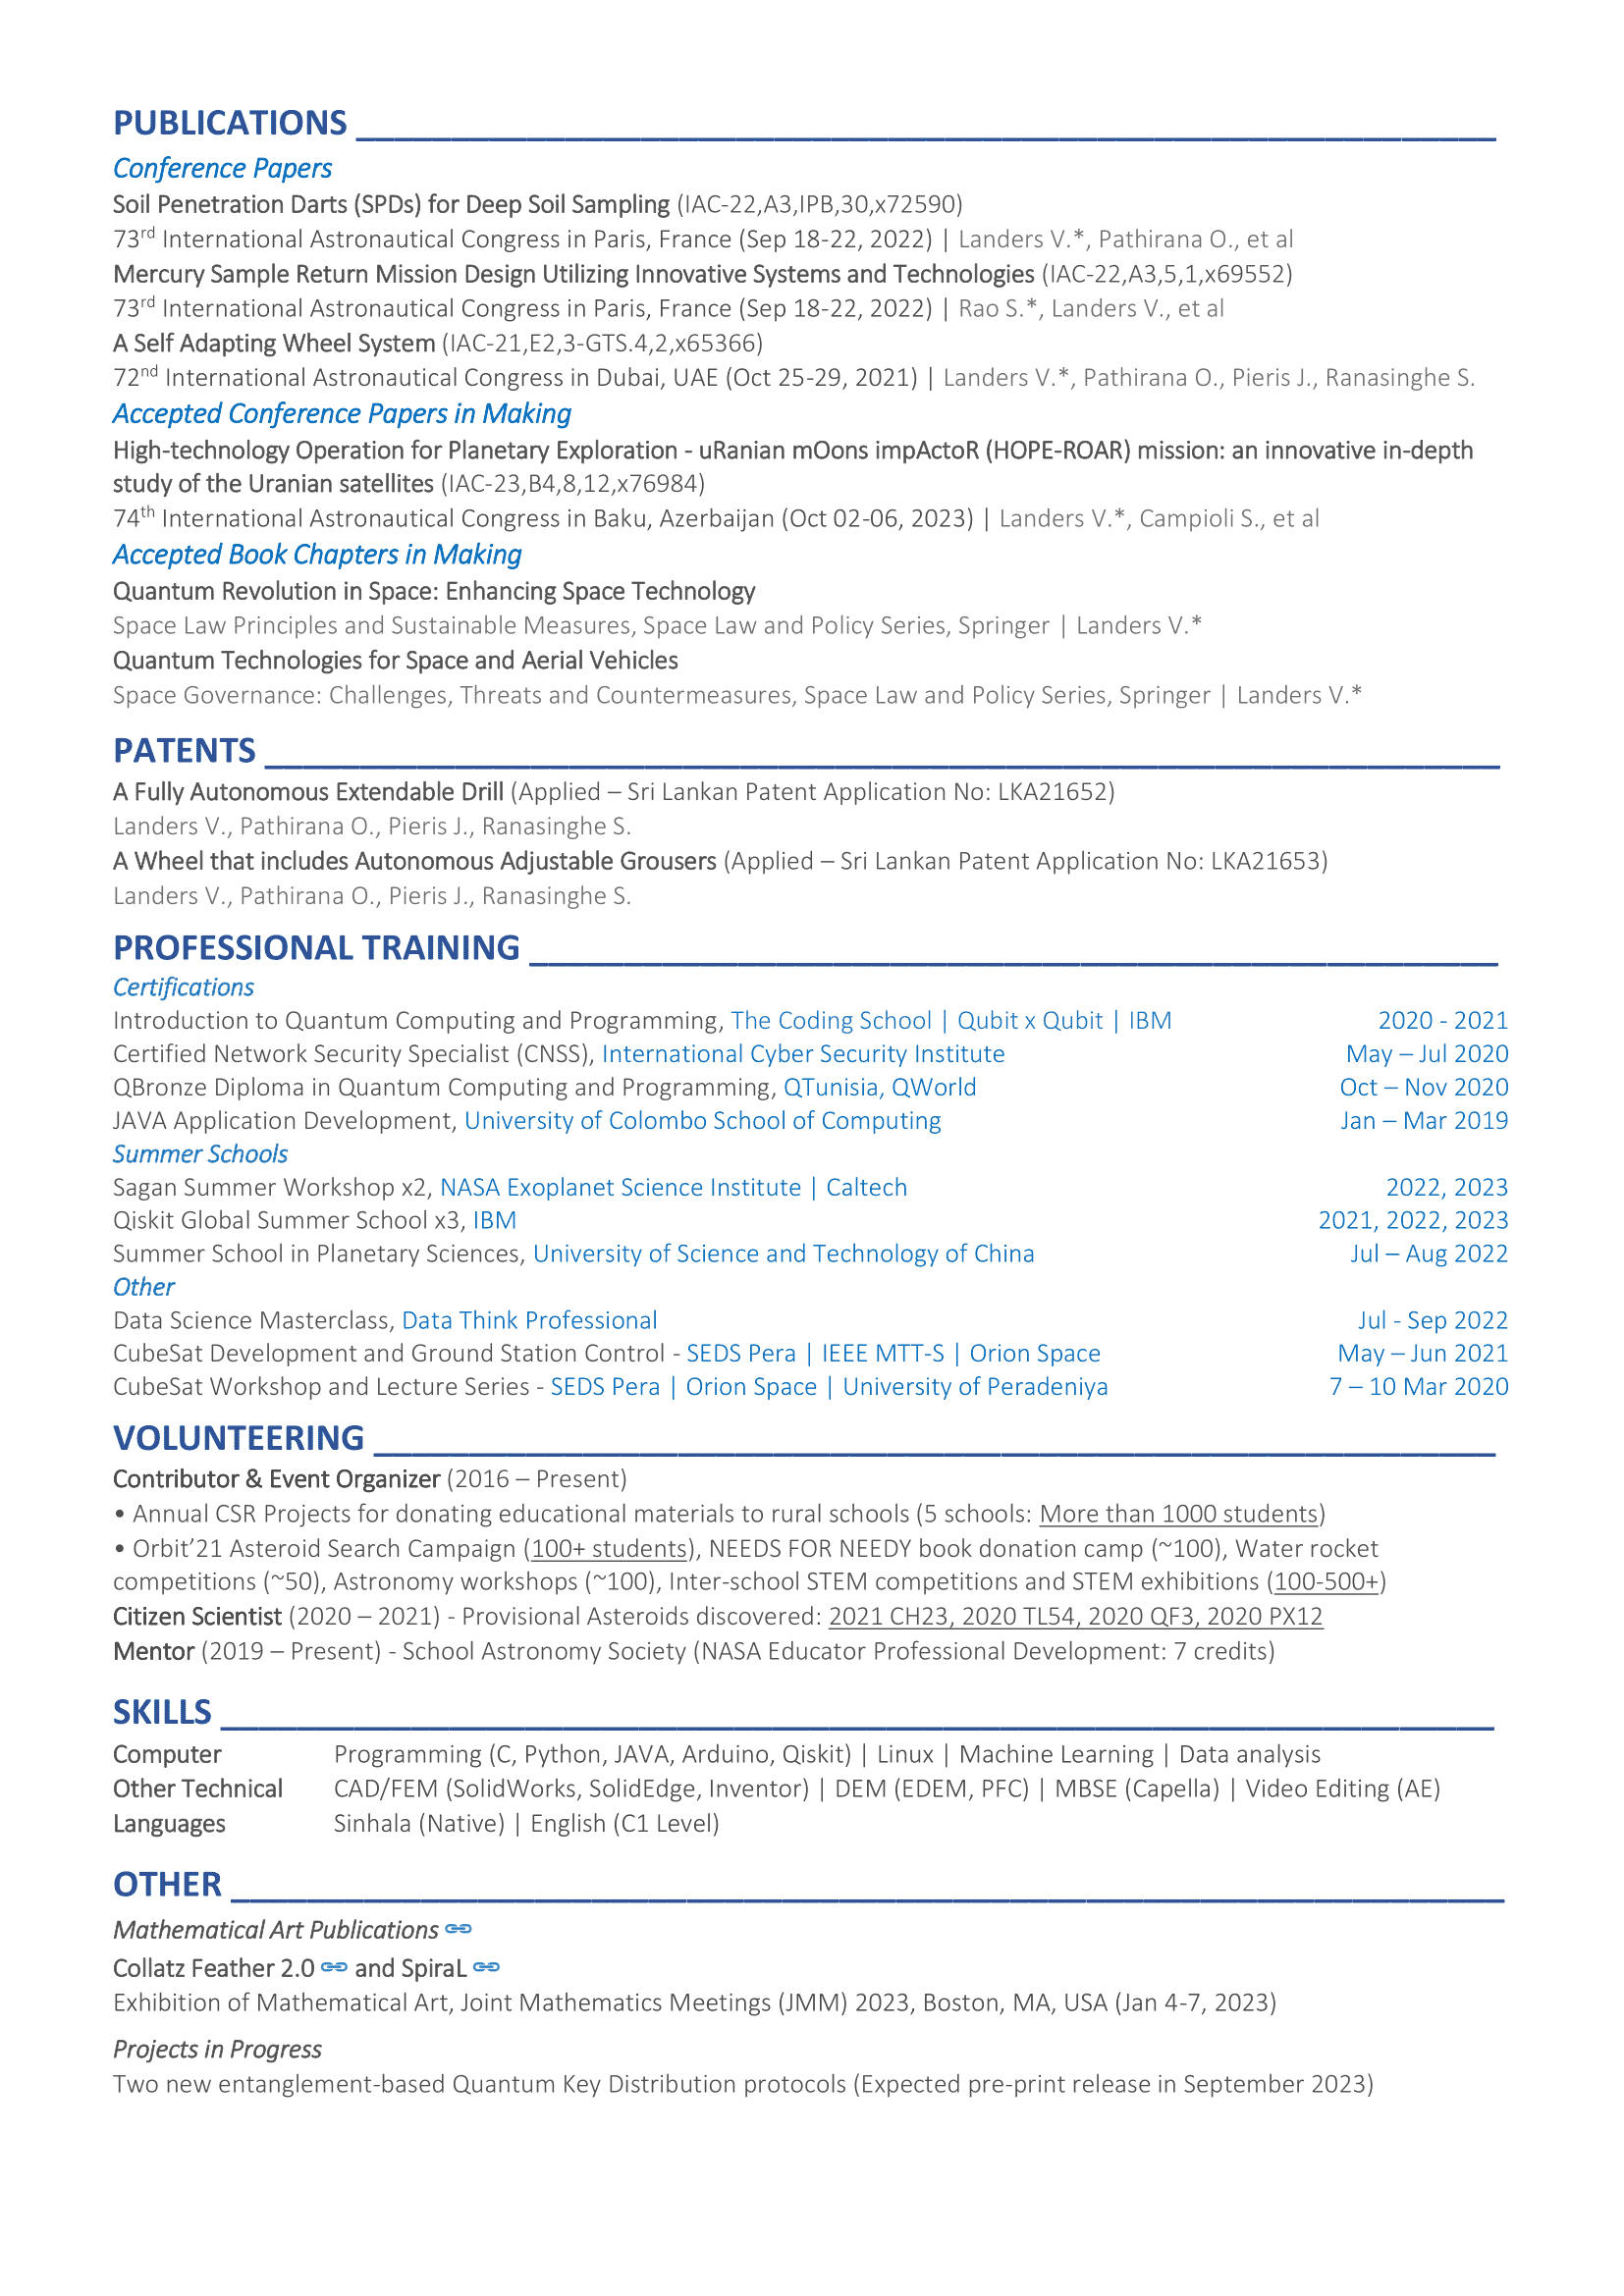 PUBLICATIONS
Conference Papers
Soil Penetration Darts (SPDs) for Deep Soil Sampling (IAC-22,A3,IPB,30,x72590)
73rd International Astronautical Congress in Paris, France (Sep 18-22, 2022) | Landers V.*, Pathirana O., et al
Mercury Sample Return Mission Design Utilizing Innovative Systems and Technologies (IAC-22,A3,5,1,x69552)
73rd International Astronautical Congress in Paris, France (Sep 18-22, 2022) | Rao S.*, Landers V., et al
A Self Adapting Wheel System (IAC-21,E2,3-GTS.4,2,x65366)
72nd International Astronautical Congress in Dubai, UAE (Oct 25-29, 2021) | Landers V.*, Pathirana O., Pieris J., Ranasinghe S.
Accepted Conference Papers in Making
High-technology Operation for Planetary Exploration - uRanian mOons impActoR (HOPE-ROAR) mission: an innovative in-depth
study of the Uranian satellites (IAC-23,B4,8,12,x76984)
74th International Astronautical Congress in Baku, Azerbaijan (Oct 02-06, 2023) | Landers V.*, Campioli S., et al
Accepted Book Chapters in Making
Quantum Revolution in Space: Enhancing Space Technology
Space Law Principles and Sustainable Measures, Space Law and Policy Series, Springer | Landers V.*
Quantum Technologies for Space and Aerial Vehicles
Space Governance: Challenges, Threats and Countermeasures, Space Law and Policy Series, Springer | Landers V.*
PATENTS
A Fully Autonomous Extendable Drill (Applied – Sri Lankan Patent Application No: LKA21652)
Landers V., Pathirana O., Pieris J., Ranasinghe S.
A Wheel that includes Autonomous Adjustable Grousers (Applied – Sri Lankan Patent Application No: LKA21653)
Landers V., Pathirana O., Pieris J., Ranasinghe S.
PROFESSIONAL TRAINING
Certifications
Introduction to Quantum Computing and Programming, The Coding School | Qubit x Qubit | IBM 2020 - 2021
Certified Network Security Specialist (CNSS), International Cyber Security Institute May – Jul 2020
QBronze Diploma in Quantum Computing and Programming, QTunisia, QWorld Oct – Nov 2020
JAVA Application Development, University of Colombo School of Computing Jan – Mar 2019
Summer Schools
Sagan Summer Workshop x2, NASA Exoplanet Science Institute | Caltech 2022, 2023
Qiskit Global Summer School x3, IBM 2021, 2022, 2023
Summer School in Planetary Sciences, University of Science and Technology of China Jul – Aug 2022
Other
Data Science Masterclass, Data Think Professional Jul - Sep 2022
CubeSat Development and Ground Station Control - SEDS Pera | IEEE MTT-S | Orion Space May – Jun 2021
CubeSat Workshop and Lecture Series - SEDS Pera | Orion Space | University of Peradeniya 7 – 10 Mar 2020
VOLUNTEERING
Contributor & Event Organizer (2016 – Present)
• Annual CSR Projects for donating educational materials to rural schools (5 schools: More than 1000 students)
• Orbit’21 Asteroid Search Campaign (100+ students), NEEDS FOR NEEDY book donation camp (~100), Water rocket
competitions (~50), Astronomy workshops (~100), Inter-school STEM competitions and STEM exhibitions (100-500+)
Citizen Scientist (2020 – 2021) - Provisional Asteroids discovered: 2021 CH23, 2020 TL54, 2020 QF3, 2020 PX12
Mentor (2019 – Present) - School Astronomy Society (NASA Educator Professional Development: 7 credits)
SKILLS
Computer Programming (C, Python, JAVA, Arduino, Qiskit) | Linux | Machine Learning | Data analysis
Other Technical CAD/FEM (SolidWorks, SolidEdge, Inventor) | DEM (EDEM, PFC) | MBSE (Capella) | Video Editing (AE)
Languages Sinhala (Native) | English (C1 Level)
OTHER
Mathematical Art Publications
Collatz Feather 2.0 and SpiraL
Exhibition of Mathematical Art, Joint Mathematics Meetings (JMM) 2023, Boston, MA, USA (Jan 4-7, 2023)
Projects in Progress
Two new entanglement-based Quantum Key Distribution protocols (Expected pre-print release in September 2023)